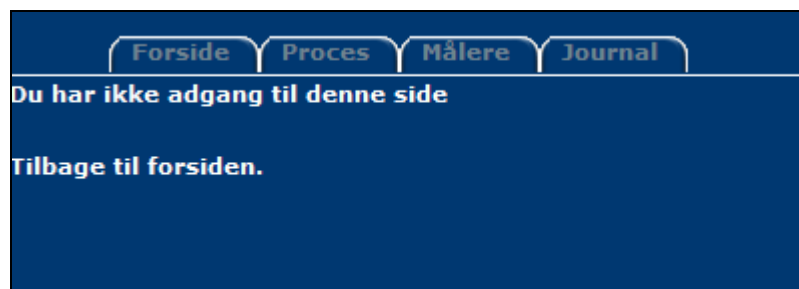 Forside Proces Målere Journal
Du har ikke adgang til denne side
Tilbage til forsiden.